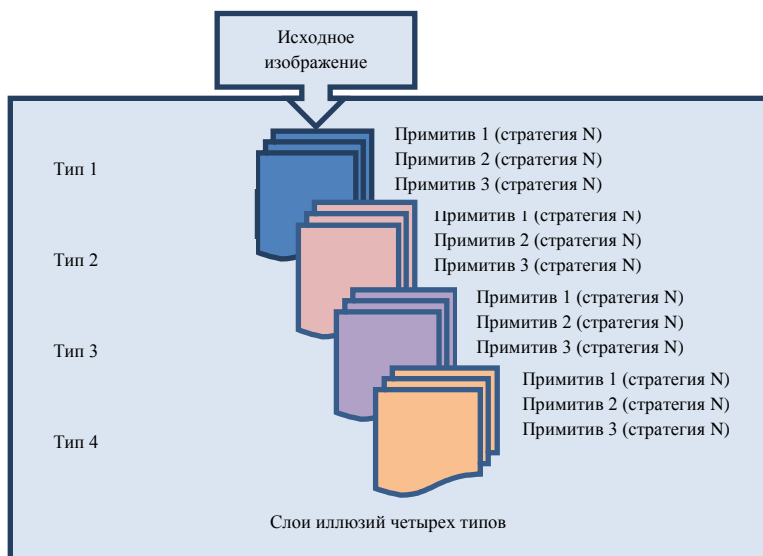 Исходное
изображение
Тип 1
Примитив 1 (стратегия N)
Примитив 2 (стратегия N)
Примитив 3 (стратегия N)
Тип 2
Примитив 1 (стратегия N)
Примитив 2 (стратегия N)
Примитив 3 (стратегия N)
Тип 3
Примитив 1 (стратегия N)
Примитив 2 (стратегия N)
Примитив 3 (стратегия N)
Тип 4
Примитив 1 (стратегия N)
Примитив 2 (стратегия N)
Примитив 3 (стратегия N)
Слои иллюзий четырех типов